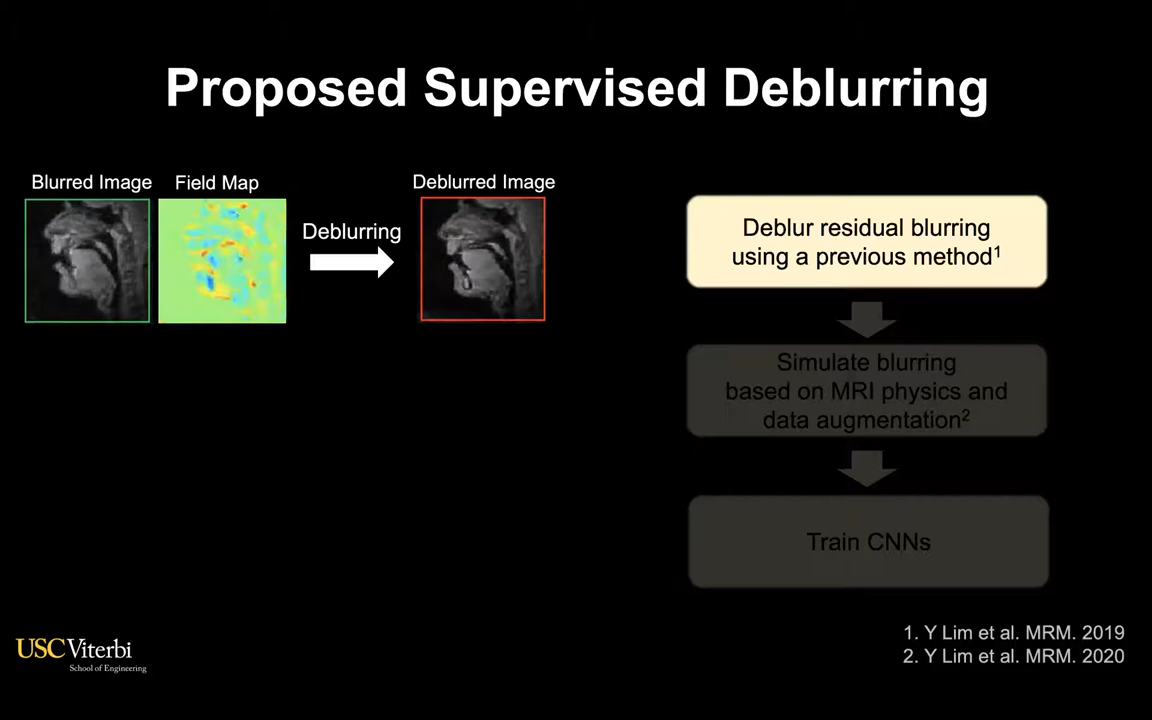 Proposed Supervised Deblurring
Blurred Image
Field Map
Deblurring
Deblurred Image
Deblur residual blurring
using a previous method1
Simulate blurring
based on MRI physics and
data augmentation2
Train CNNs
1. Y Lim et al. MRM. 2019
2. Y Lim et al. MRM. 2020
USC Viterbi
School of Engineering